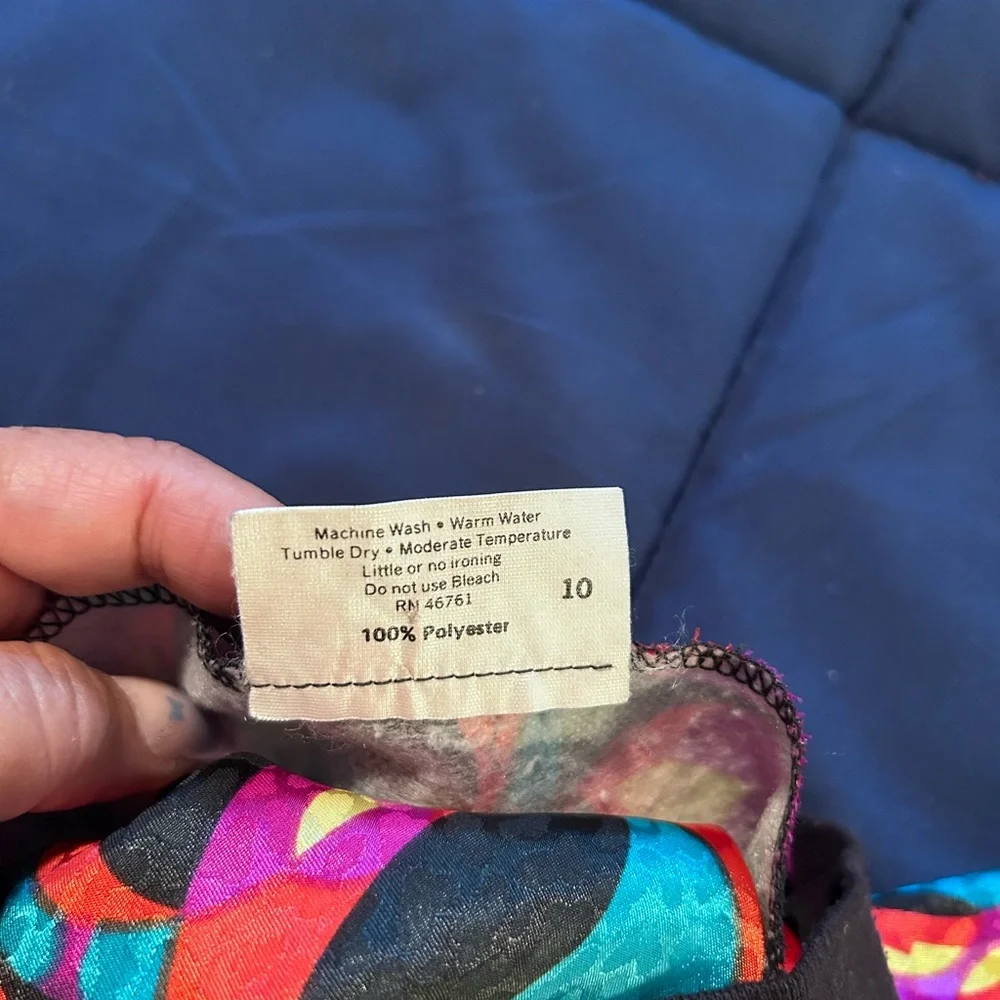 Machine Wash • Warm Water
Tumble Dry • Moderate Temperature
Little or no ironing
Do not use Bleach
RN 46761
10
100% Polyester